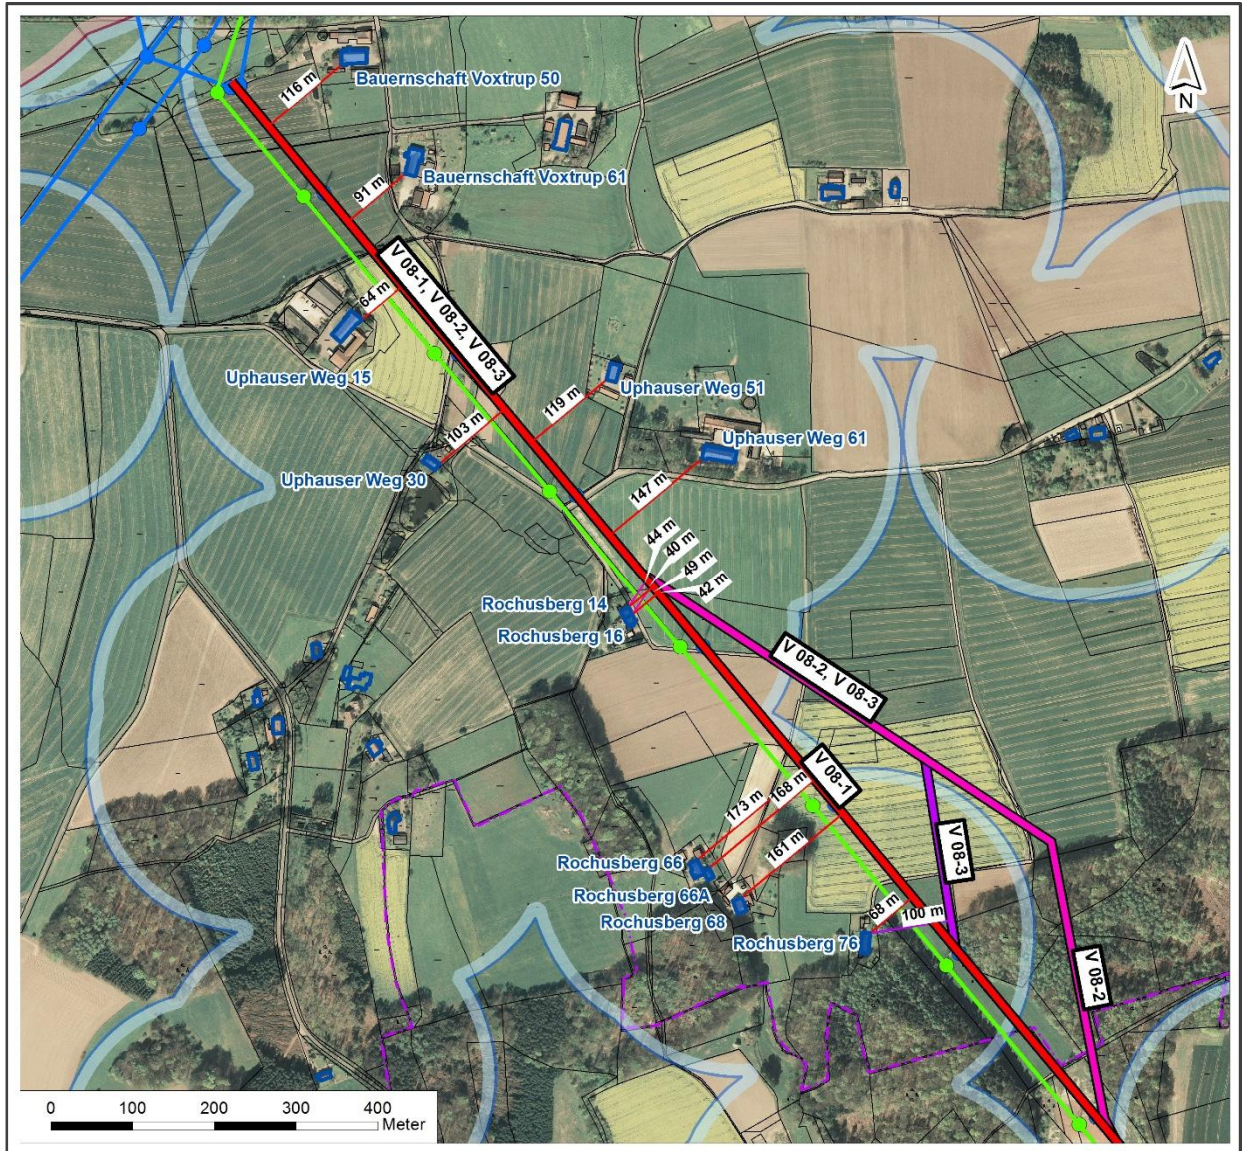 N
116 m
Bauernschaft Voxtrup 50
91 m
Bauernschaft Voxtrup 61
64 m
V 08-1, V 08-2, V 08-3
Uphauser Weg 15
119 m
Uphauser Weg 51
103 m
Uphauser Weg 61
Uphauser Weg 30
147 m
44 m
40 m
49 m
42 m
Rochusberg 14
Rochusberg 16
V 08-2, V 08-3
V 08-1
173 m
168 m
161 m
V 08-3
Rochusberg 66
Rochusberg 66A
Rochusberg 68
68 m
100 m
Rochusberg 76
V 08-2
0 100 200 300 400
Meter